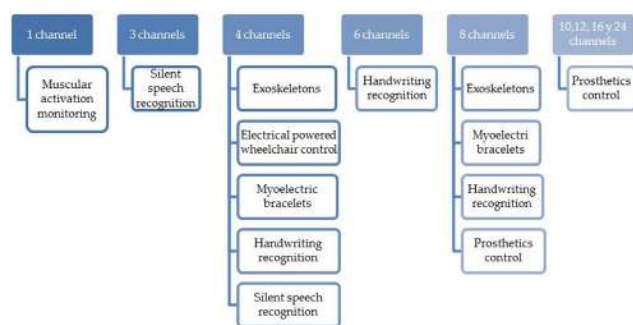 1 channel
Muscular
activation
monitoring
3 channels
Silent
speech
recognition
4 channels
Exoskeletons
Electrical powered
wheelchair control
Myoelectric
bracelets
Handwriting
recognition
Silent speech
recognition
6 channels
Handwriting
recognition
8 channels
Exoskeletons
Myoelectri
bracelets
Handwriting
recognition
Prosthetics
control
10,12, 16 y 24
channels
Prosthetics
control